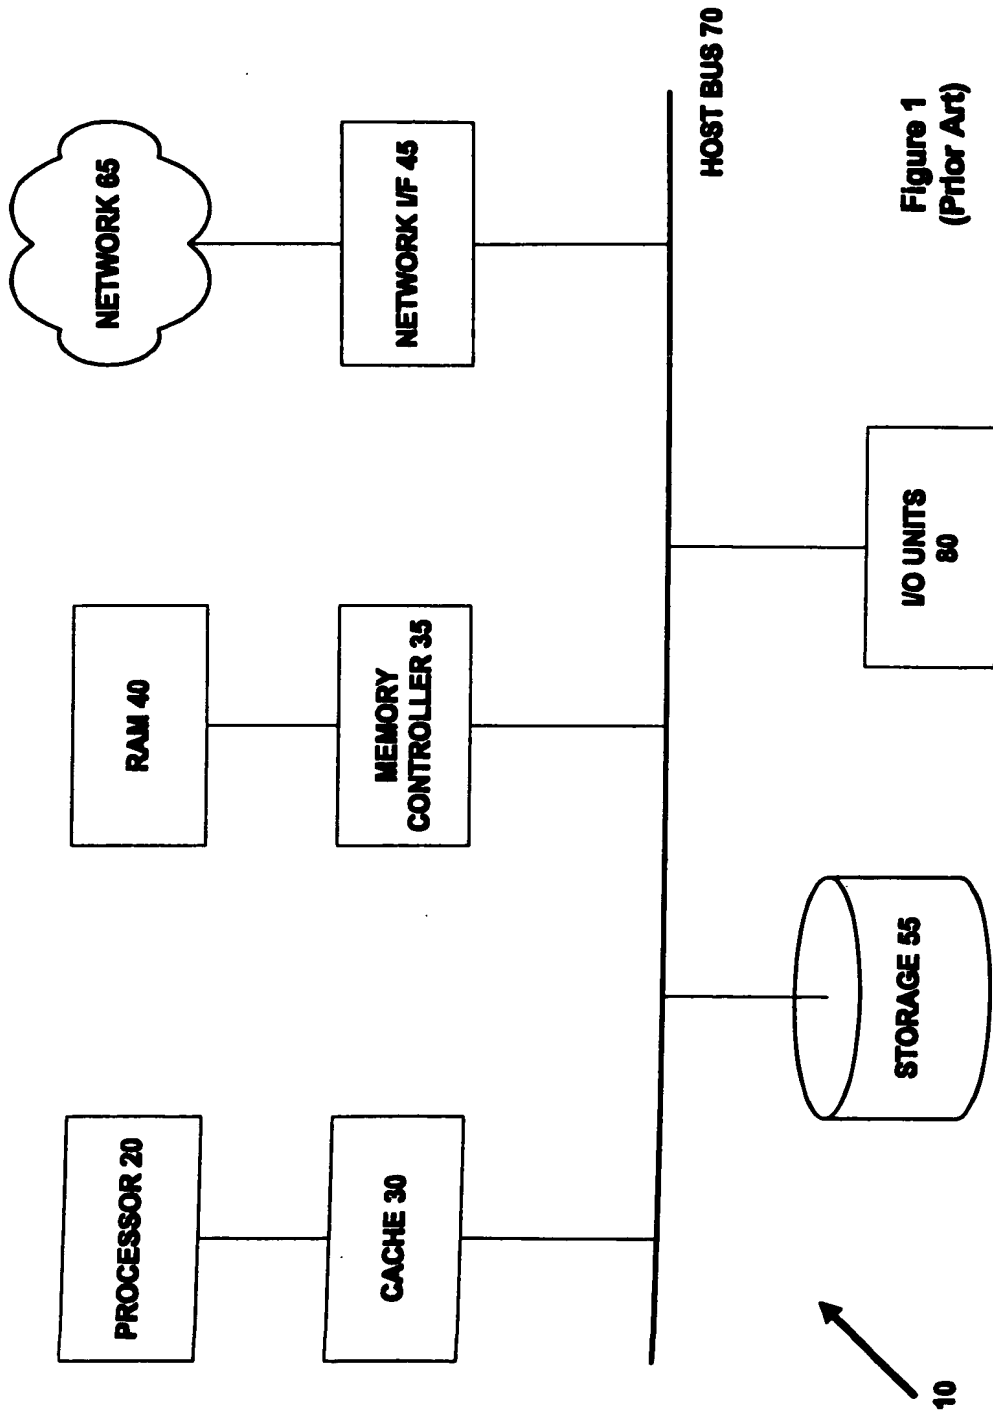 PROCESSOR 20
RAM 40
NETWORK 65
CACHE 30
MEMORY
CONTROLLER 35
NETWORK I/F 45
HOST BUS 70
STORAGE 55
I/O UNITS
80
10
Figure 1
(Prior Art)